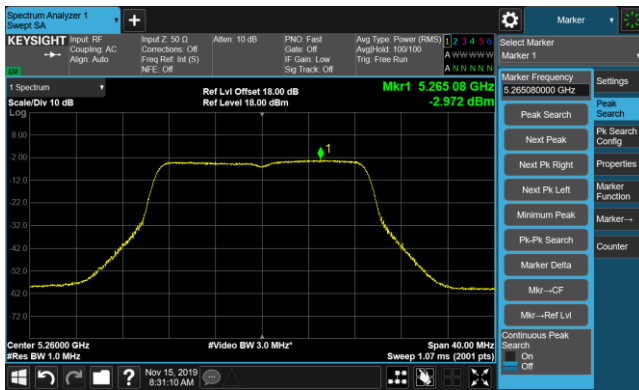 Spectrum Analyzer 1
Swept SA
Marker
KEYSIGHT
Input: RF
Coupling: AC
Align: Auto
Input Z: 50 Ω
Corrections: Off
Freq Ref: Int (S)
NFE: Off
Atten: 10 dB
PNO: Fast
Gate: Off
IF Gain: Low
Sig Track: Off
Avg Type: Power (RMS)
Avg|Hold: 100/100
Trig: Free Run
1 2 3 4 5 6
A W W W W W
A N N N N N
LU
Select Marker
Marker 1
1 Spectrum
Scale/Div 10 dB
Log
Ref Lvl Offset 18.00 dB
Ref Level 18.00 dBm
Mkr1 5.265 08 GHz
-2.972 dBm
8.00
-2.00
-12.0
-22.0
-32.0
-42.0
-52.0
-62.0
-72.0
1
Center 5.26000 GHz
#Res BW 1.0 MHz
#Video BW 3.0 MHz*
Span 40.00 MHz
Sweep 1.07 ms (2001 pts)
Marker Frequency
5.265080000 GHz
Peak Search
Next Peak
Next Pk Right
Next Pk Left
Minimum Peak
Pk-Pk Search
Marker Delta
Mkr→CF
Mkr→Ref Lvl
Continuous Peak
Search
On
Off
Settings
Peak
Search
Pk Search
Config
Properties
Marker
Function
Marker→
Counter
?
Nov 15, 2019
8:31:10 AM